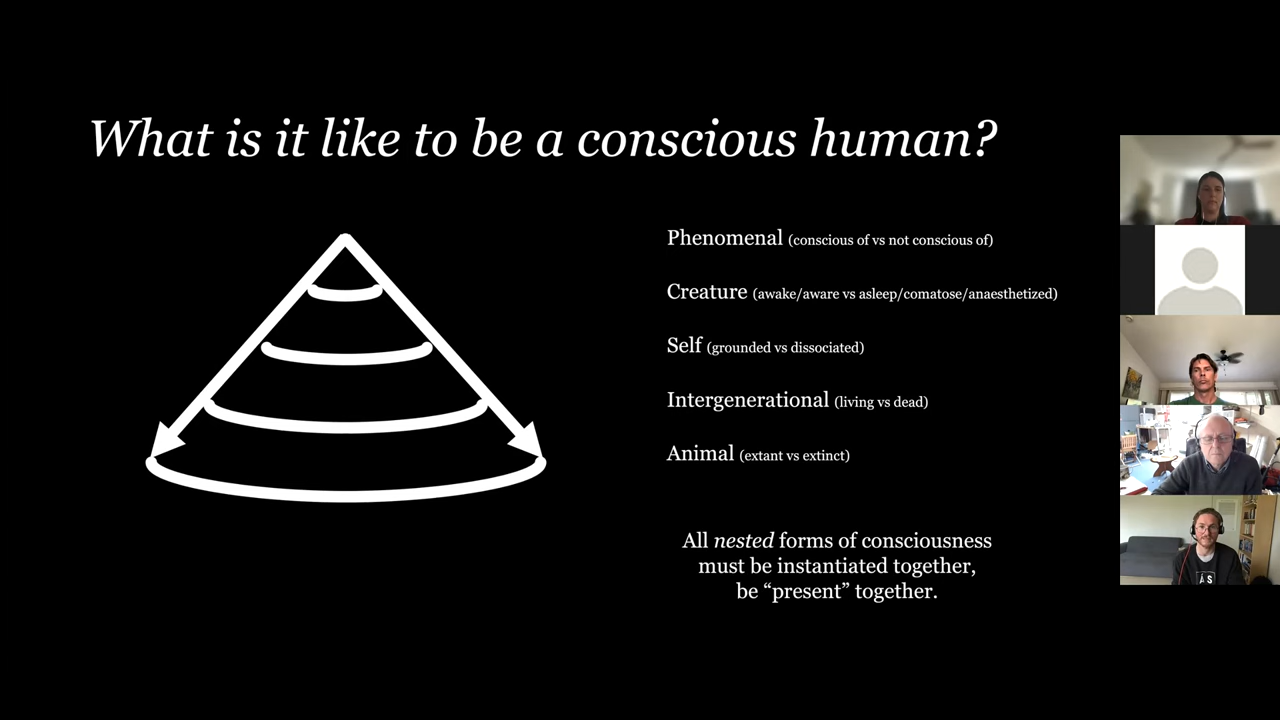 What is it like to be a conscious human?
Phenomenal (conscious of vs not conscious of)
Creature (awake/aware vs asleep/comatose/anaesthetized)
Self (grounded vs dissociated)
Intergenerational (living vs dead)
Animal (extant vs extinct)
All nested forms of consciousness
must be instantiated together,
be “present” together.